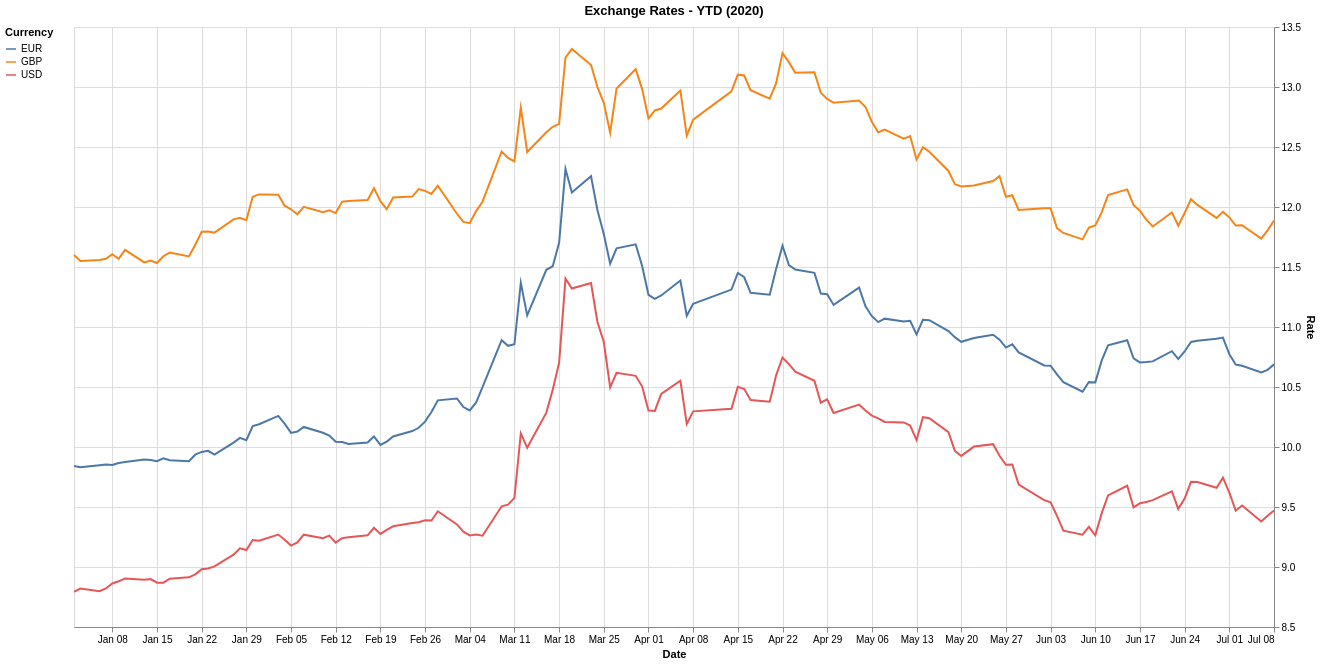 Exchange Rates - YTD (2020)
Currency
EUR
GBP
USD
13.5
13.0
12.5
12.0
11.5
11.0
10.5
10.0
9.5
9.0
8.5
Rate
Jan 08 Jan 15 Jan 22 Jan 29 Feb 05 Feb 12 Feb 19 Feb 26 Mar 04 Mar 11 Mar 18 Mar 25 Apr 01 Apr 08 Apr 15 Apr 22 Apr 29 May 06 May 13 May 20 May 27 Jun 03 Jun 10 Jun 17 Jun 24 Jul 01 Jul 08
Date